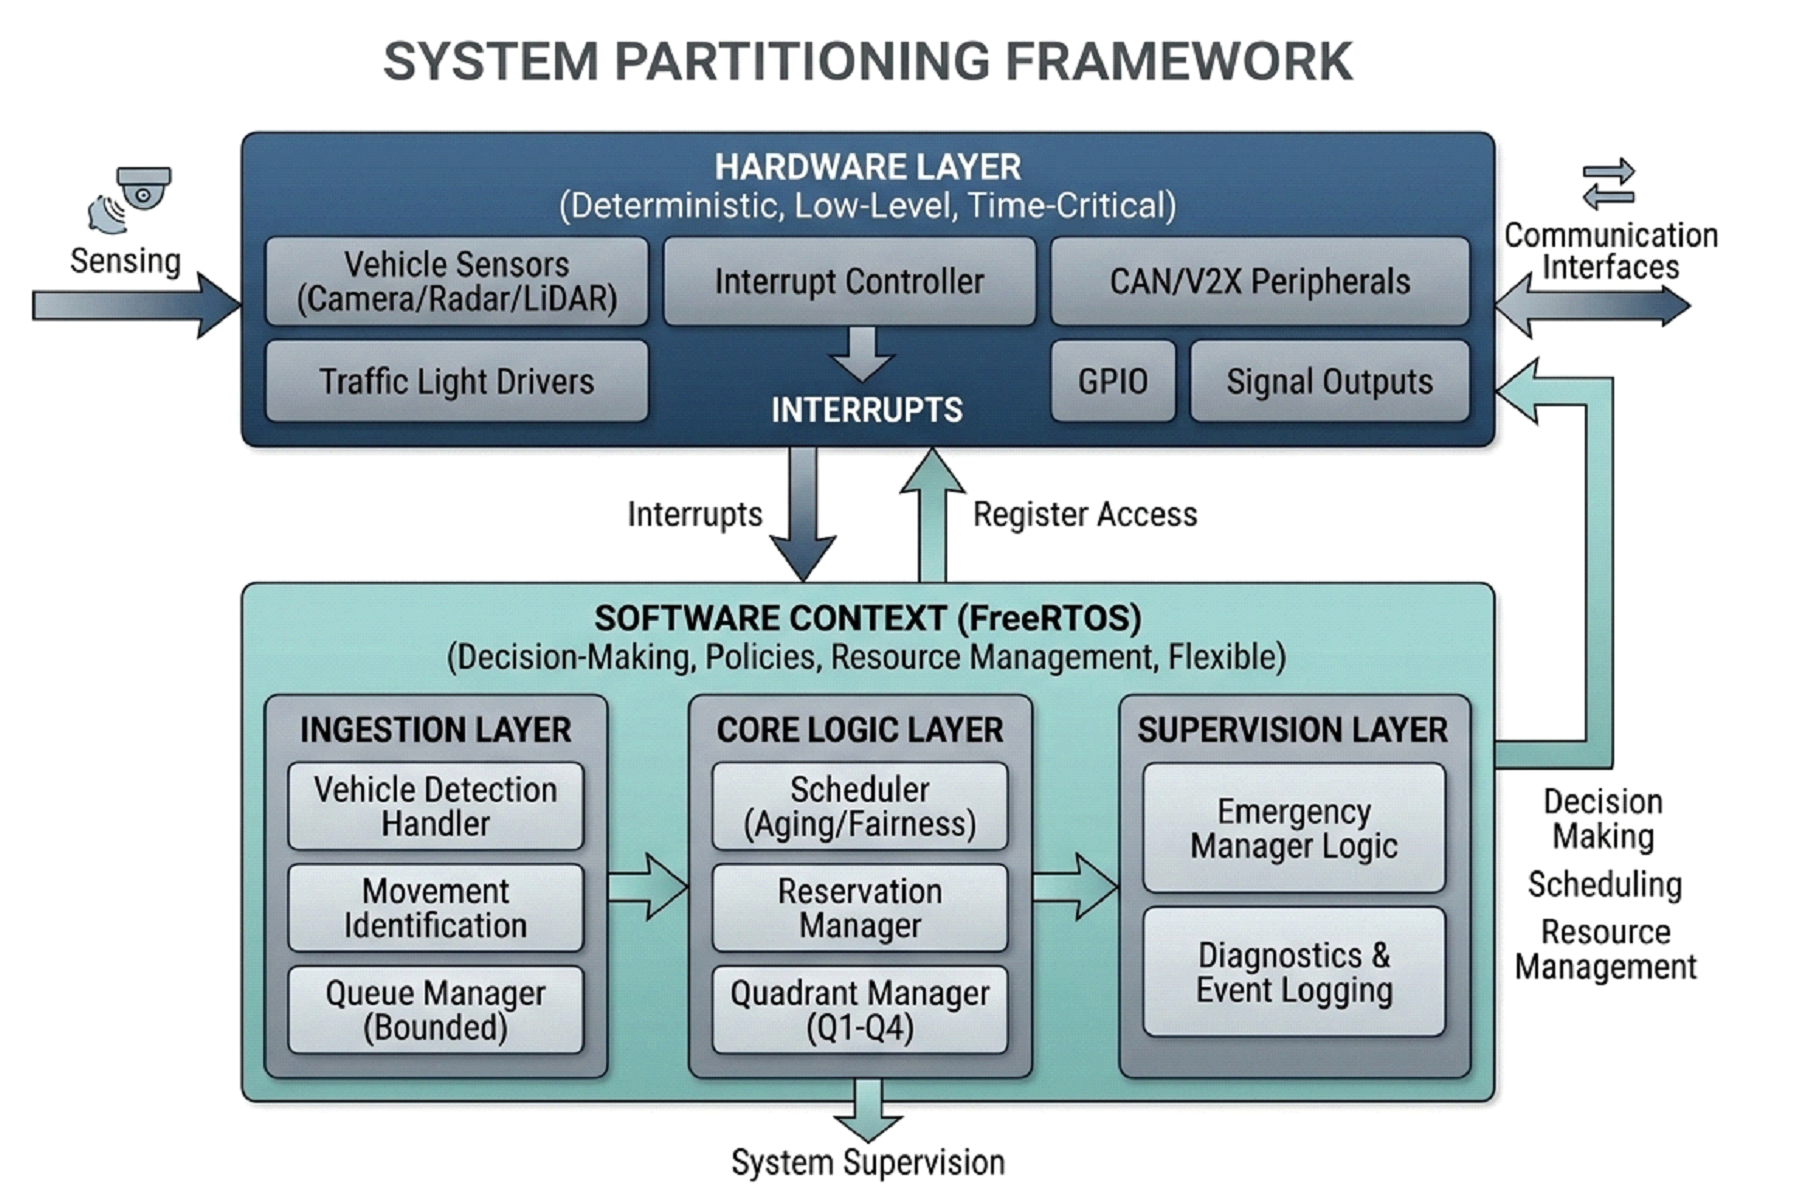 SYSTEM PARTITIONING FRAMEWORK
Sensing
HARDWARE LAYER
(Deterministic, Low-Level, Time-Critical)
Vehicle Sensors
(Camera/Radar/LiDAR)
Interrupt Controller
CAN/V2X Peripherals
Traffic Light Drivers
INTERRUPTS
GPIO
Signal Outputs
Communication
Interfaces
Interrupts
Register Access
SOFTWARE CONTEXT (FreeRTOS)
(Decision-Making, Policies, Resource Management, Flexible)
INGESTION LAYER
Vehicle Detection
Handler
Movement
Identification
Queue Manager
(Bounded)
CORE LOGIC LAYER
Scheduler
(Aging/Fairness)
Reservation
Manager
Quadrant Manager
(Q1-Q4)
SUPERVISION LAYER
Emergency
Manager Logic
Diagnostics &
Event Logging
Decision
Making
Scheduling
Resource
Management
System Supervision